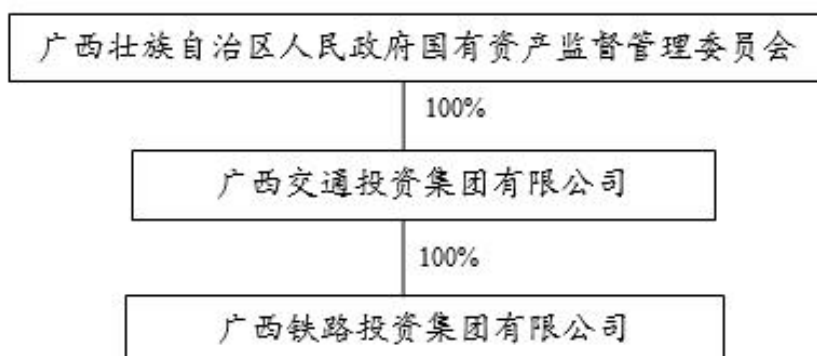 广西壮族自治区人民政府国有资产监督管理委员会
100%
广西交通投资集团有限公司
100%
广西铁路投资集团有限公司